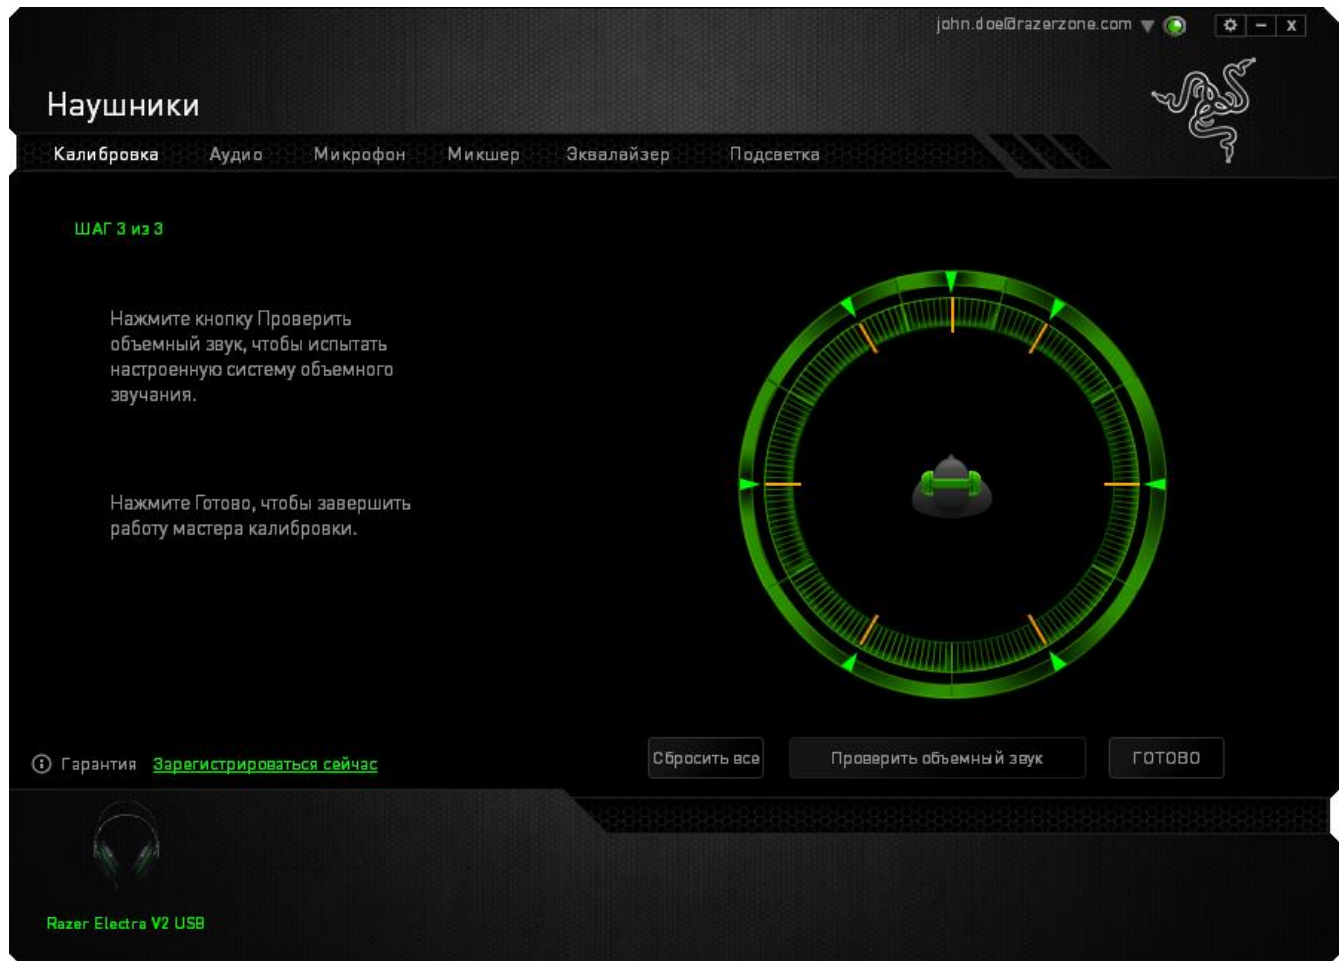 john.doe@razerzone.com
X
Наушники
Калибровка Аудио Микрофон Микшер Эквалайзер Подсветка
ШАГ 3 из 3
Нажмите кнопку Проверить
объемный звук, чтобы испытать
настроенную систему объемного
звучания.
Нажмите Готово, чтобы завершить
работу мастера калибровки.
Гарантия Зарегистрироваться сейчас
Сбросить все Проверить объемный звук ГОТОВО
Razer Electra V2 USB